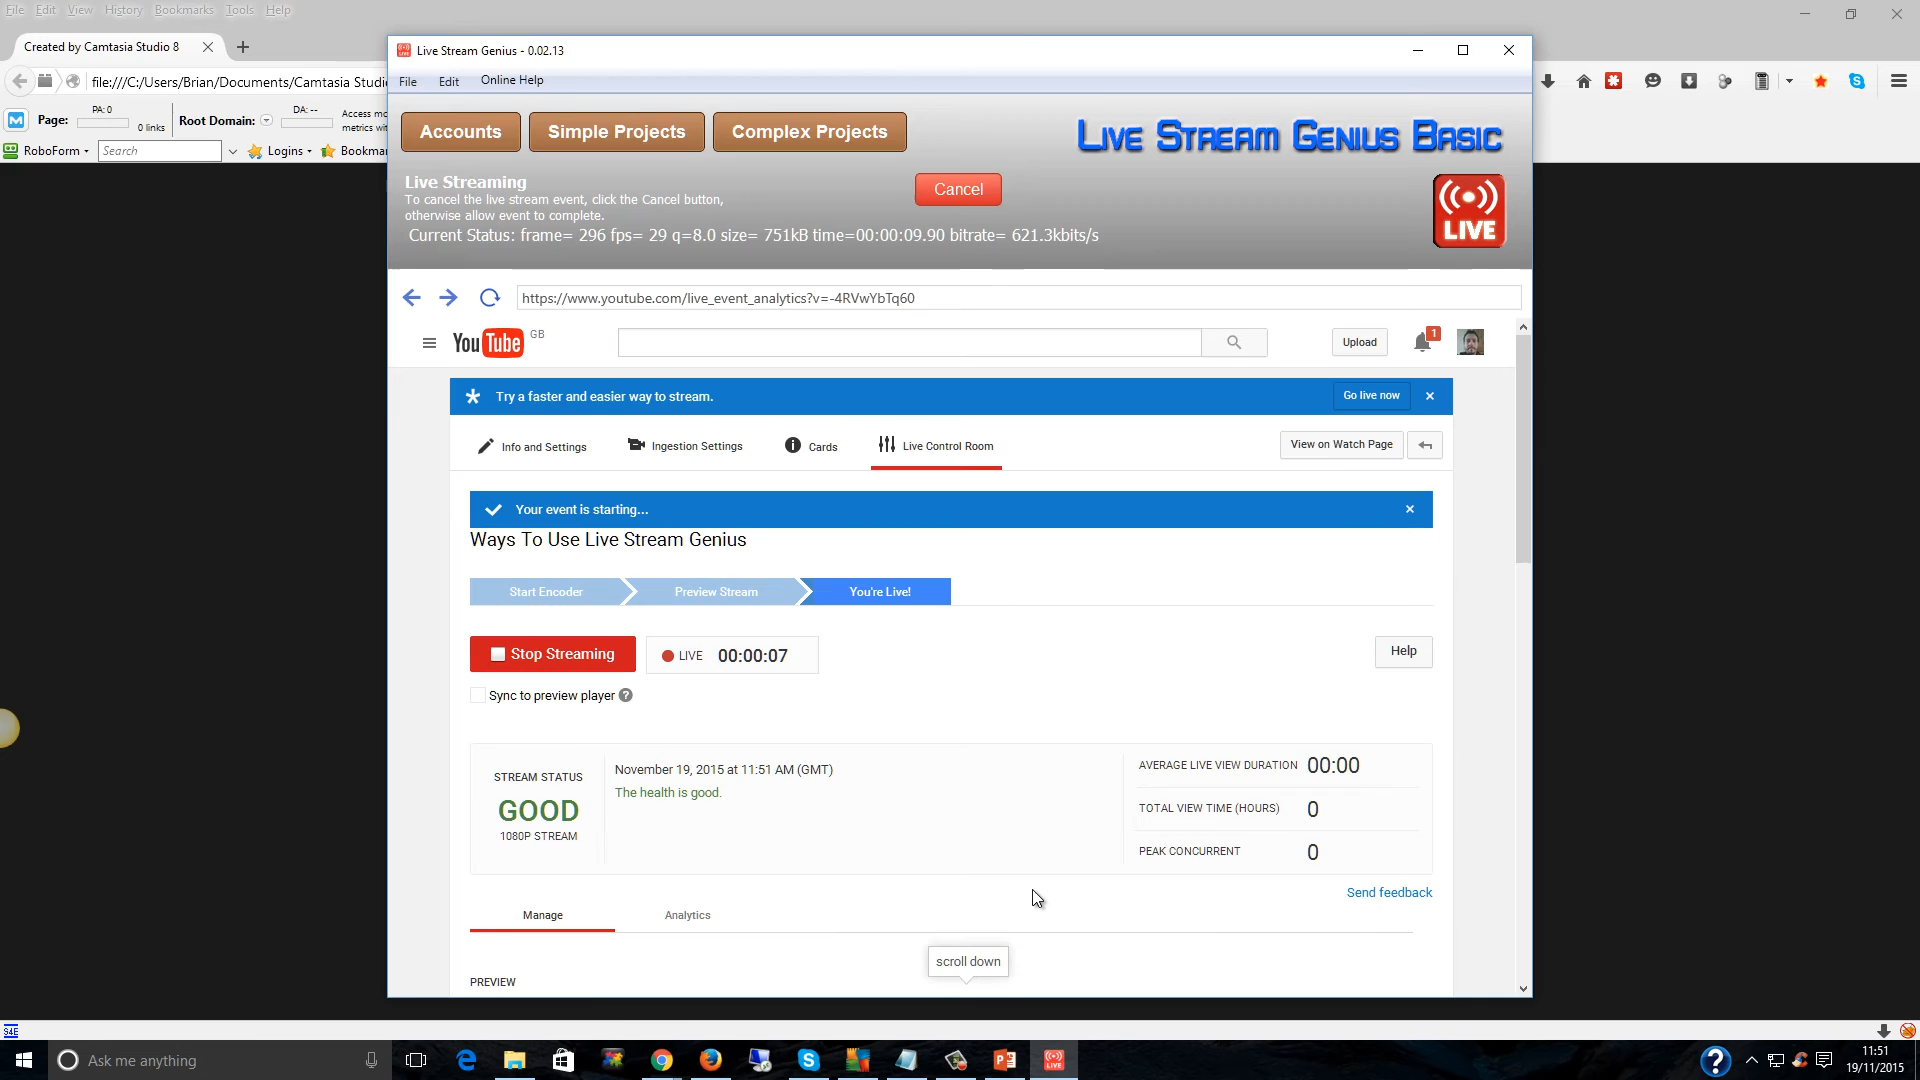 File Edit View History Bookmarks Tools Help
Created by Camtasia Studio 8
file:///C:/Users/Brian/Documents/Camtasia Studi
Page: PA: 0 0 links Root Domain: DA: -- Access mo
metrics wit
RoboForm Search Logins Bookmar
Live Stream Genius - 0.02.13
File Edit Online Help
Accounts Simple Projects Complex Projects
LIVE STREAM GENIUS BASIC
Live Streaming
To cancel the live stream event, click the Cancel button,
otherwise allow event to complete.
Cancel
LIVE
Current Status: frame= 296 fps= 29 q=8.0 size= 751kB time=00:00:09.90 bitrate= 621.3kbits/s
https://www.youtube.com/live_event_analytics?v=-4RVwYbTq60
YouTube GB
Upload
1
Try a faster and easier way to stream.
Go live now
Info and Settings Ingestion Settings Cards Live Control Room
View on Watch Page
Your event is starting...
Ways To Use Live Stream Genius
Start Encoder Preview Stream You're Live!
Stop Streaming LIVE 00:00:07
Help
Sync to preview player ?
STREAM STATUS
GOOD
1080P STREAM
November 19, 2015 at 11:51 AM (GMT)
The health is good.
AVERAGE LIVE VIEW DURATION 00:00
TOTAL VIEW TIME (HOURS) 0
PEAK CONCURRENT 0
Send feedback
Manage Analytics
scroll down
PREVIEW
S4E
Ask me anything
LIVE
11:51
19/11/2015